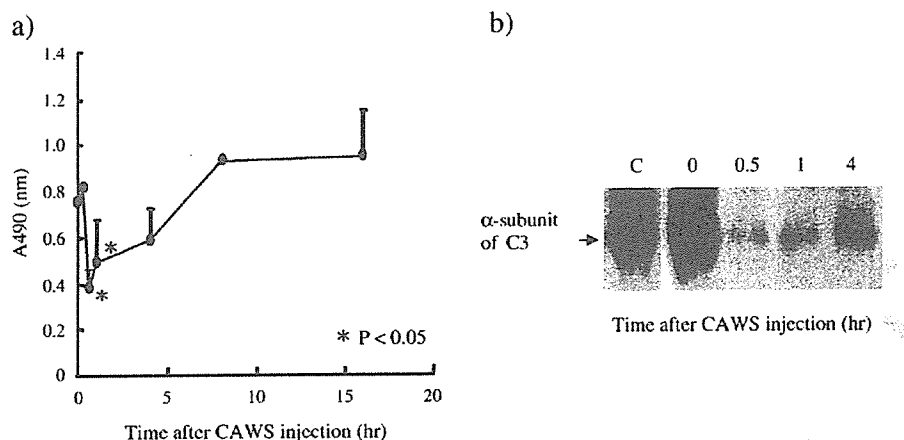 a)
1.4
1.2
1.0
0.8
0.6
0.4
0.2
0
A490 (nm)
*
*
* P < 0.05
0 5 10 15 20
Time after CAWS injection (hr)
b)
C 0 0.5 1 4
α-subunit
of C3
Time after CAWS injection (hr)